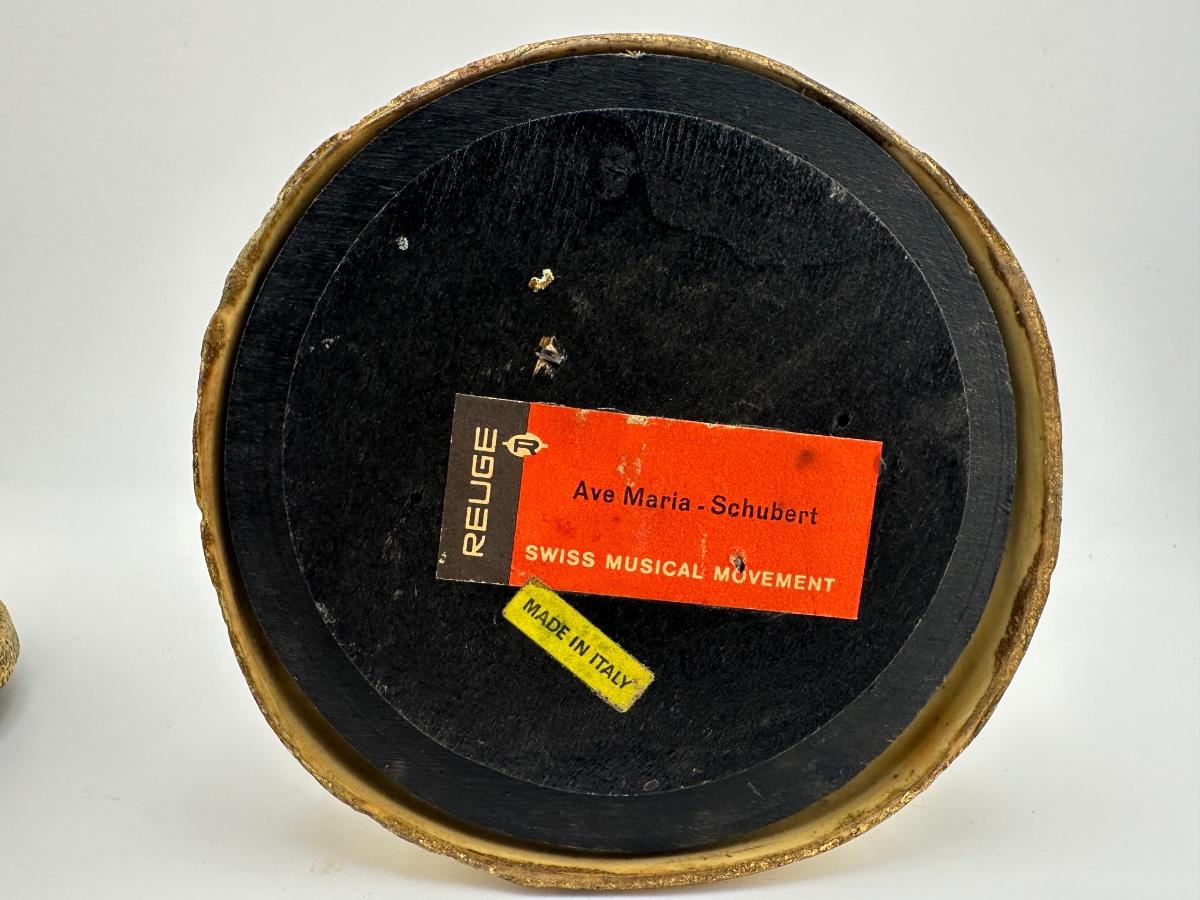 REUGE
R
Ave Maria - Schubert
SWISS MUSICAL MOVEMENT
MADE IN ITALY